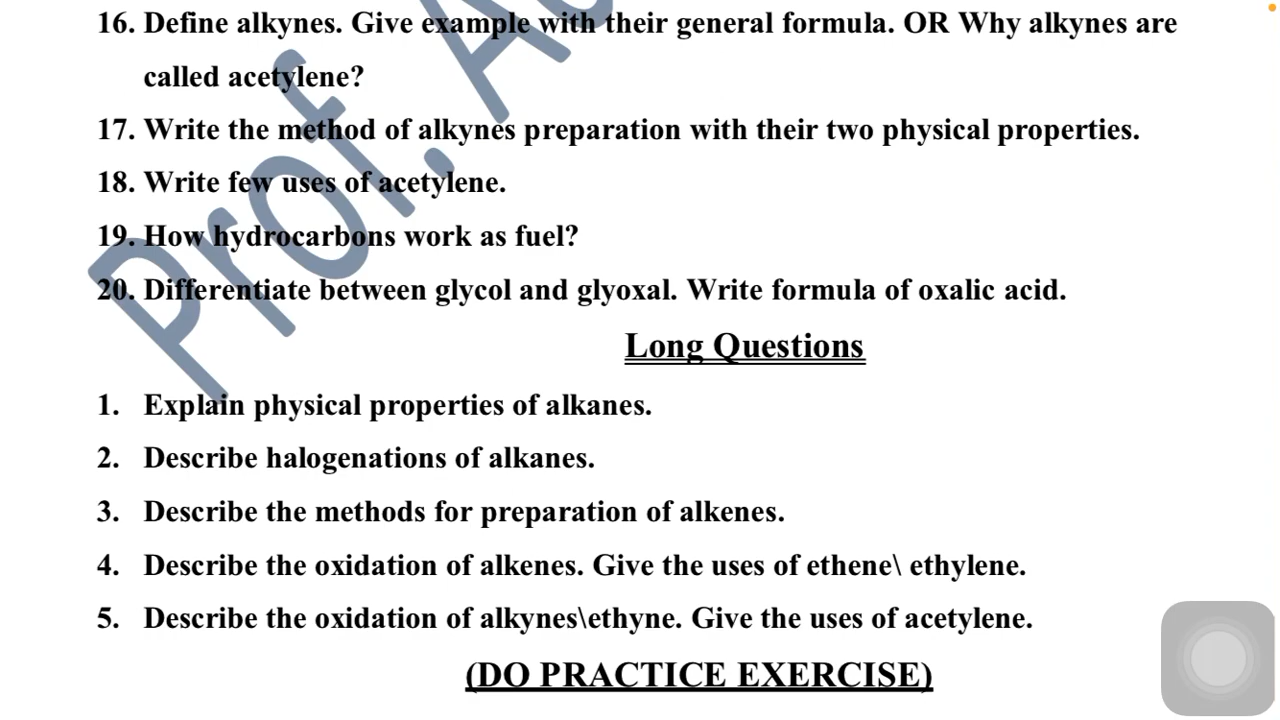 16. Define alkynes. Give example with their general formula. OR Why alkynes are
called acetylene?
17. Write the method of alkynes preparation with their two physical properties.
18. Write few uses of acetylene.
19. How hydrocarbons work as fuel?
20. Differentiate between glycol and glyoxal. Write formula of oxalic acid.
Long Questions
1. Explain physical properties of alkanes.
2. Describe halogenations of alkanes.
3. Describe the methods for preparation of alkenes.
4. Describe the oxidation of alkenes. Give the uses of ethene\ ethylene.
5. Describe the oxidation of alkynes\ethyne. Give the uses of acetylene.
(DO PRACTICE EXERCISE)
Prof.